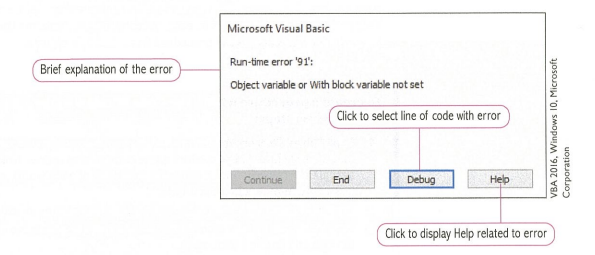 Microsoft Visual Basic
Run-time error '91':
Brief explanation of the error
Object variable or With block variable not set
Click to select line of code with error
Continue
End
Debug
Help
Click to display Help related to error
VBA 2016, Windows 10, Microsoft
Corporation